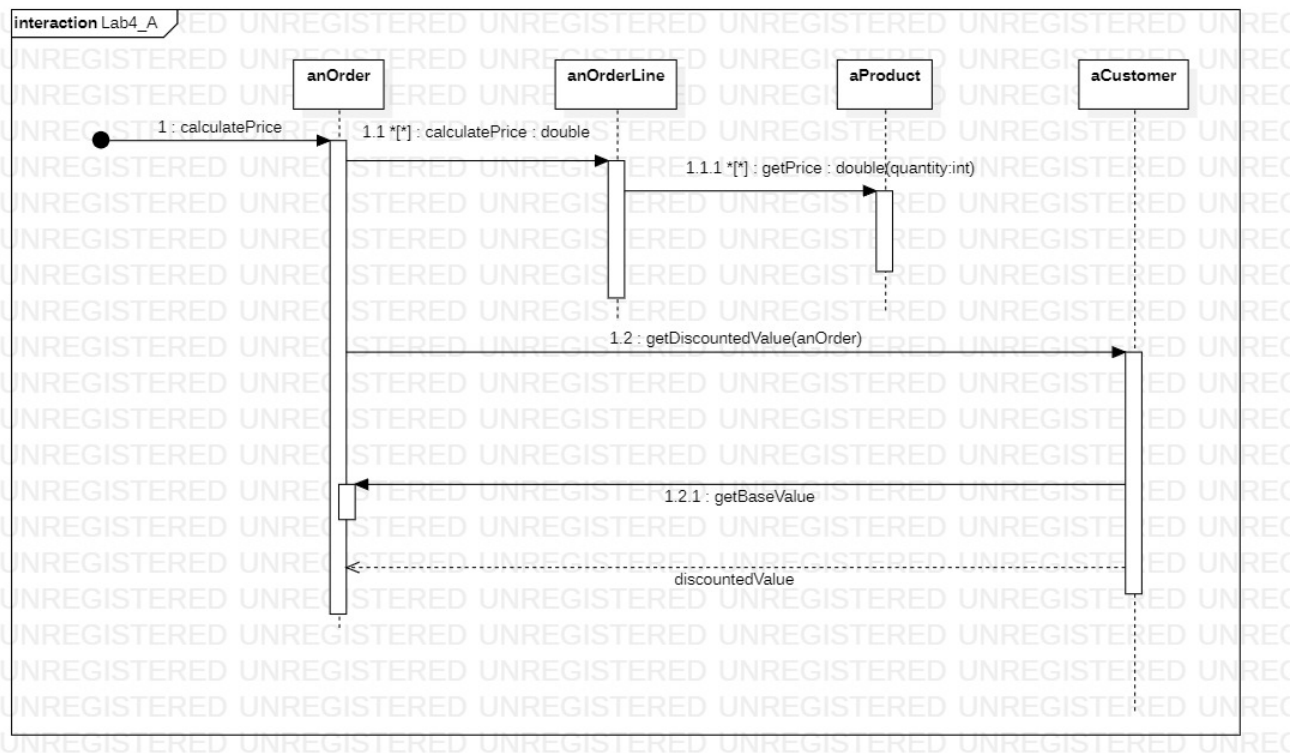 interaction Lab4_A
anOrder
anOrderLine
aProduct
aCustomer
1 : calculatePrice
1.1 *[*] : calculatePrice : double
1.1.1 *[*] : getPrice : double(quantity:int)
1.2 : getDiscountedValue(anOrder)
1.2.1 : getBaseValue
discountedValue
UNREGISTERED